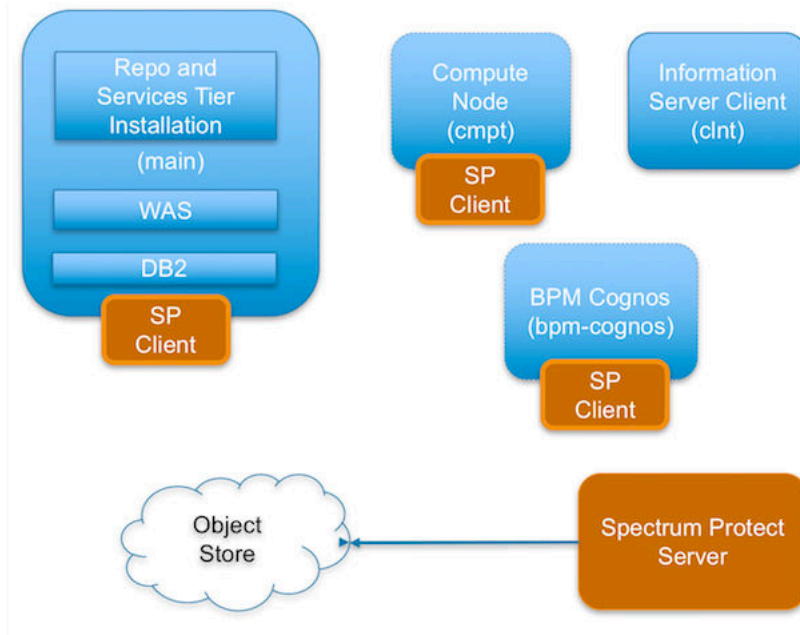 Repo and
Services Tier
Installation
(main)
WAS
DB2
SP
Client
Compute
Node
(cmpt)
SP
Client
Information
Server Client
(clnt)
BPM Cognos
(bpm-cognos)
SP
Client
Object
Store
Spectrum Protect
Server